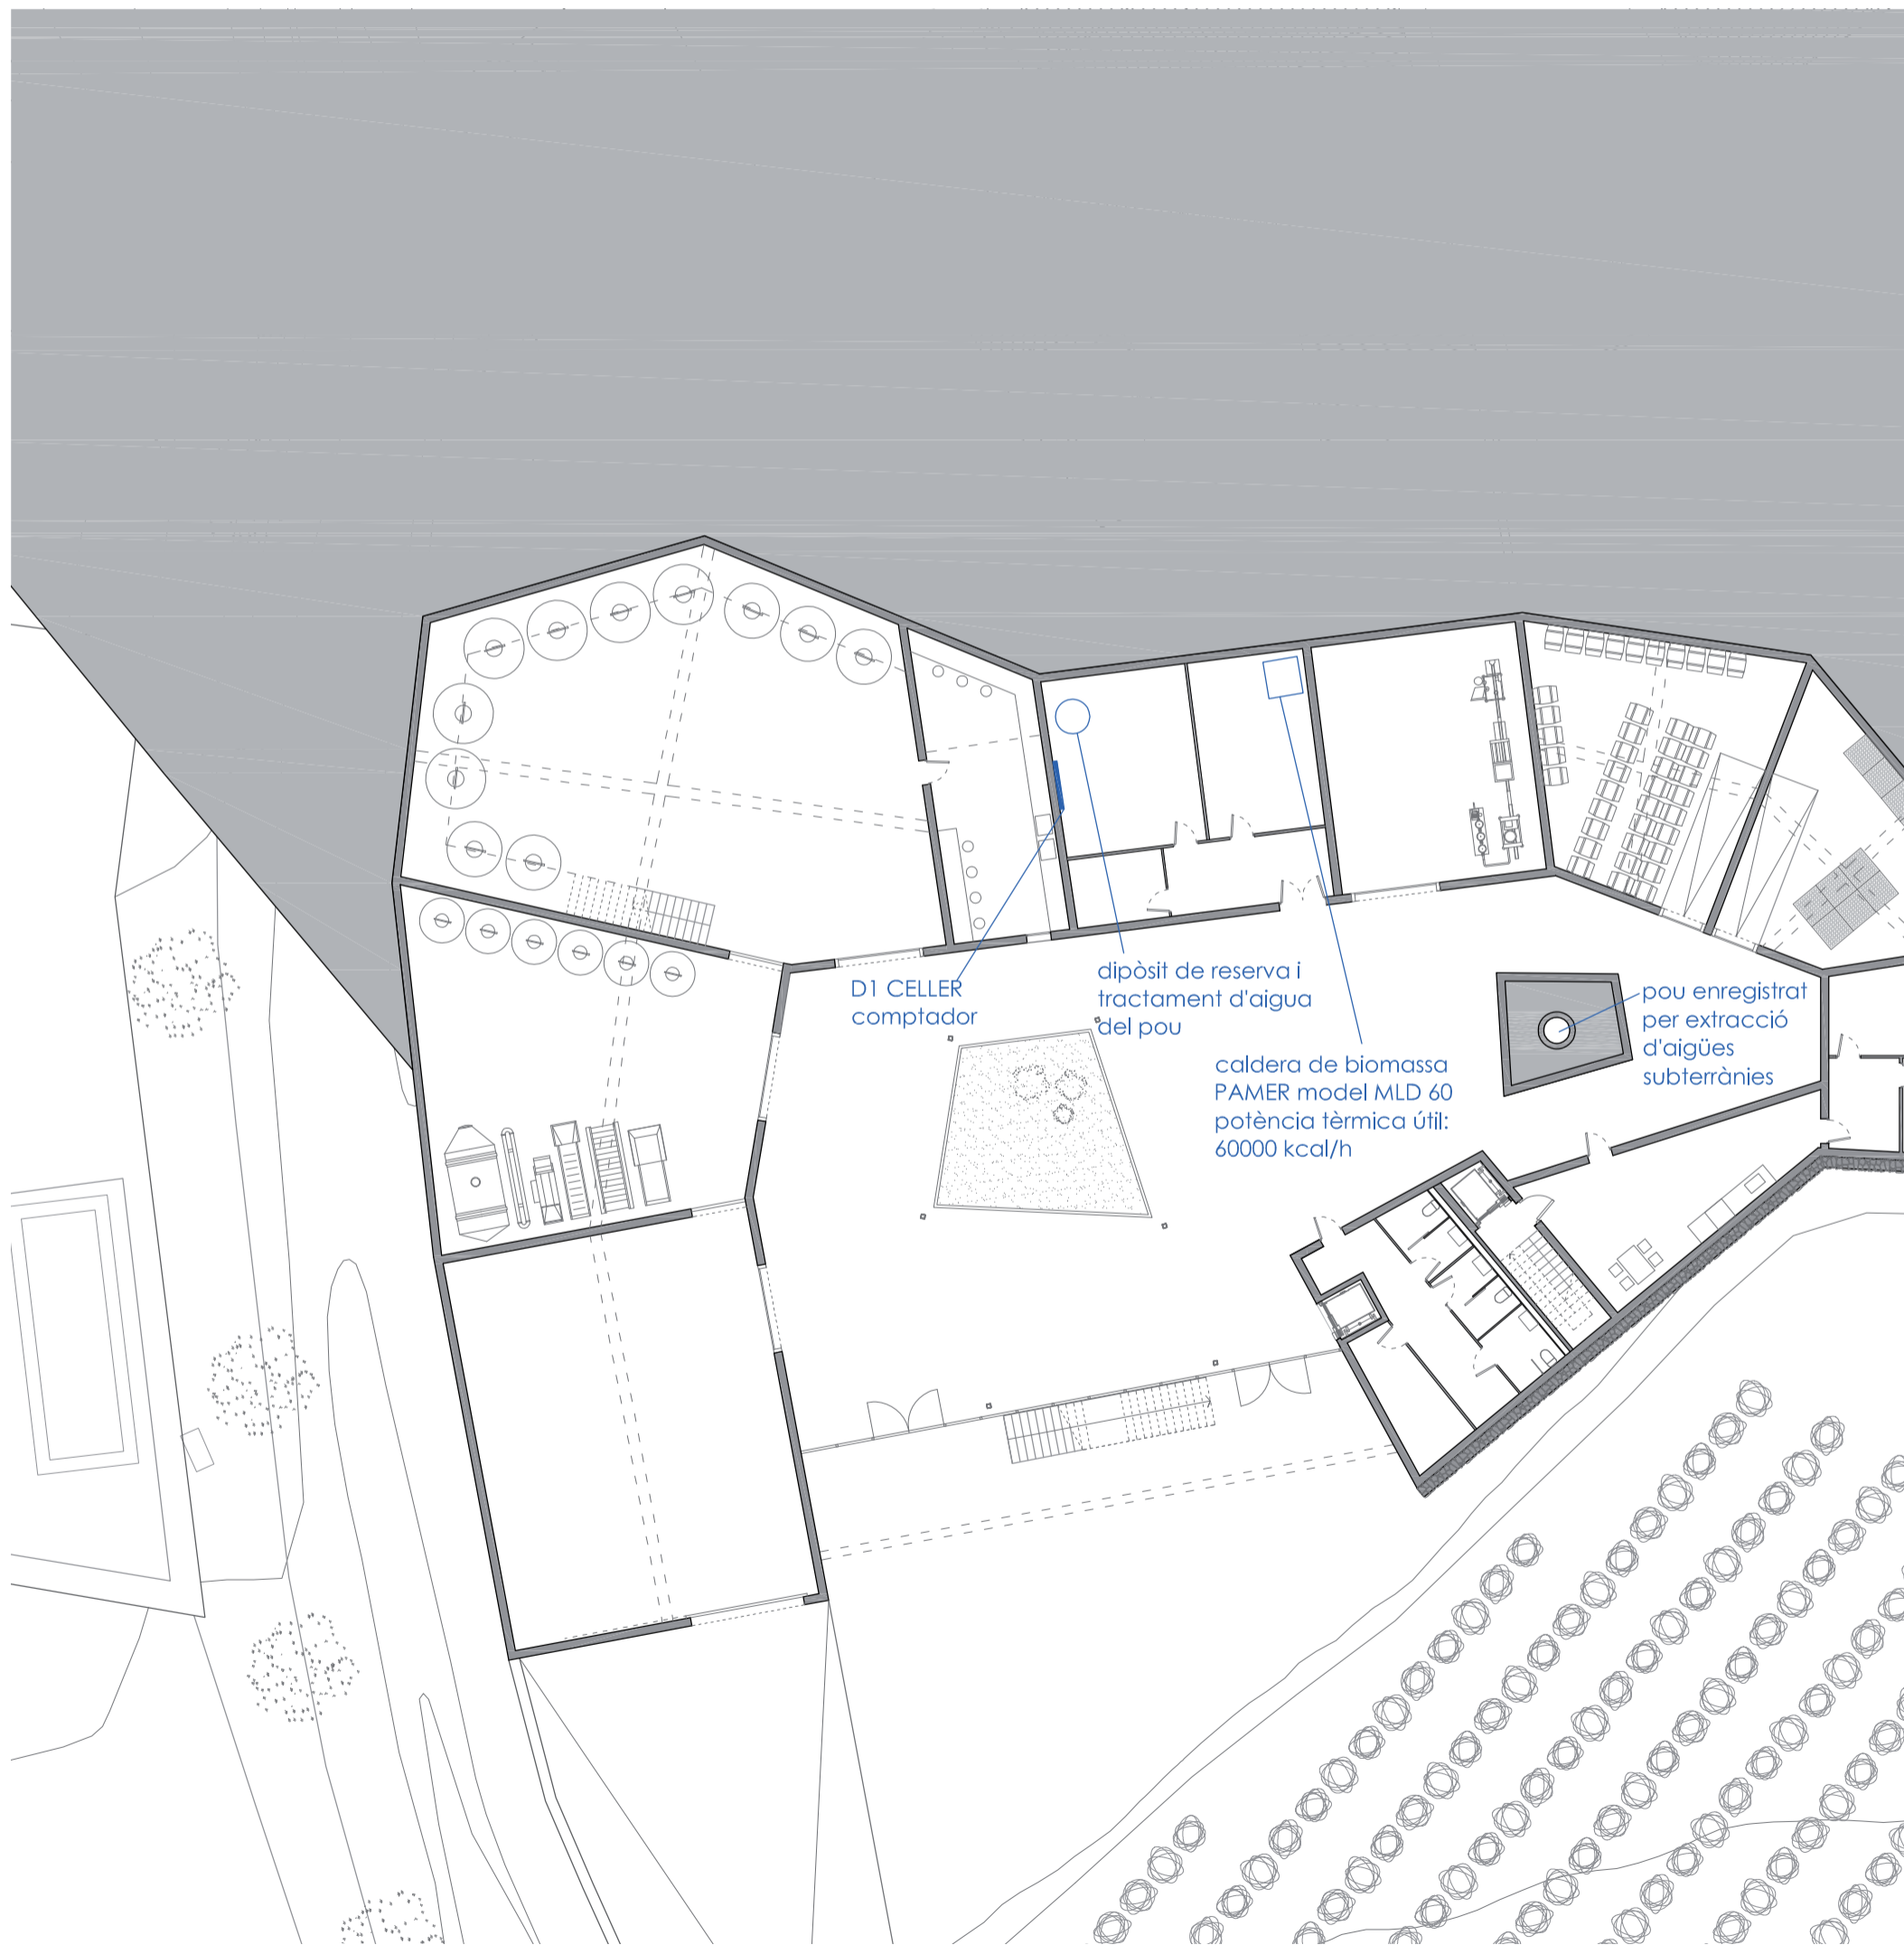 D1 CELLER
comptador
dipòsit de reserva i
tractament d'aigua
del pou
caldera de biomassa
PAMER model MLD 60
potència tèrmica útil:
60000 kcal/h
pou enregistrat
per extracció
d'aigües
subterrànies